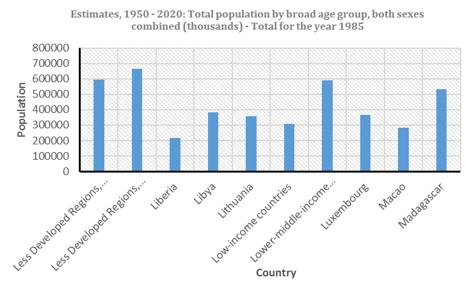 Estimates, 1950 - 2020: Total population by broad age group, both sexes
combined (thousands) - Total for the year 1985
Population
800000
700000
600000
500000
400000
300000
200000
100000
0
Less Developed Regions,...
Less Developed Regions,...
Liberia
Libya
Lithuania
Low-income countries
Lower-middle-income...
Luxembourg
Macao
Madagascar
Country